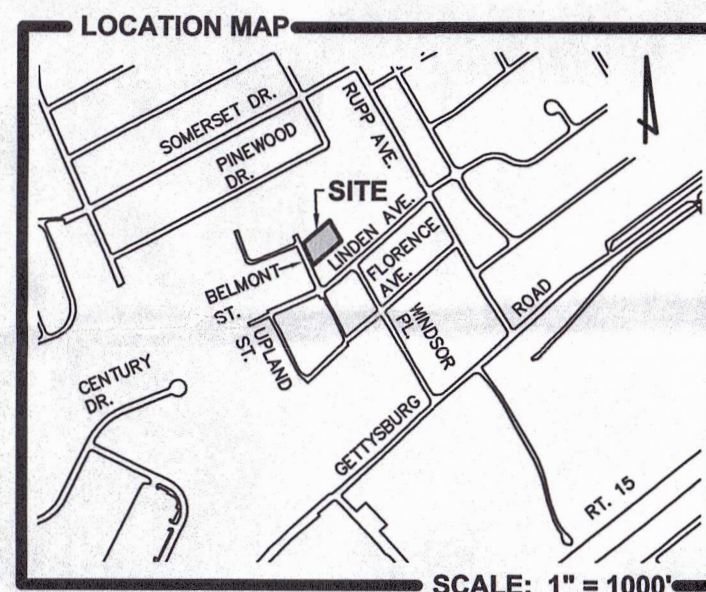 LOCATION MAP
SOMERSET DR.
RUPP AVE.
PINEWOOD
DR.
SITE
LINDEN AVE.
FLORENCE
AVE.
BELMONT
ST.
UPLAND
ST.
WINDSOR
PL.
ROAD
CENTURY
DR.
GETTYSBURG
RT. 15
SCALE: 1" = 1000'